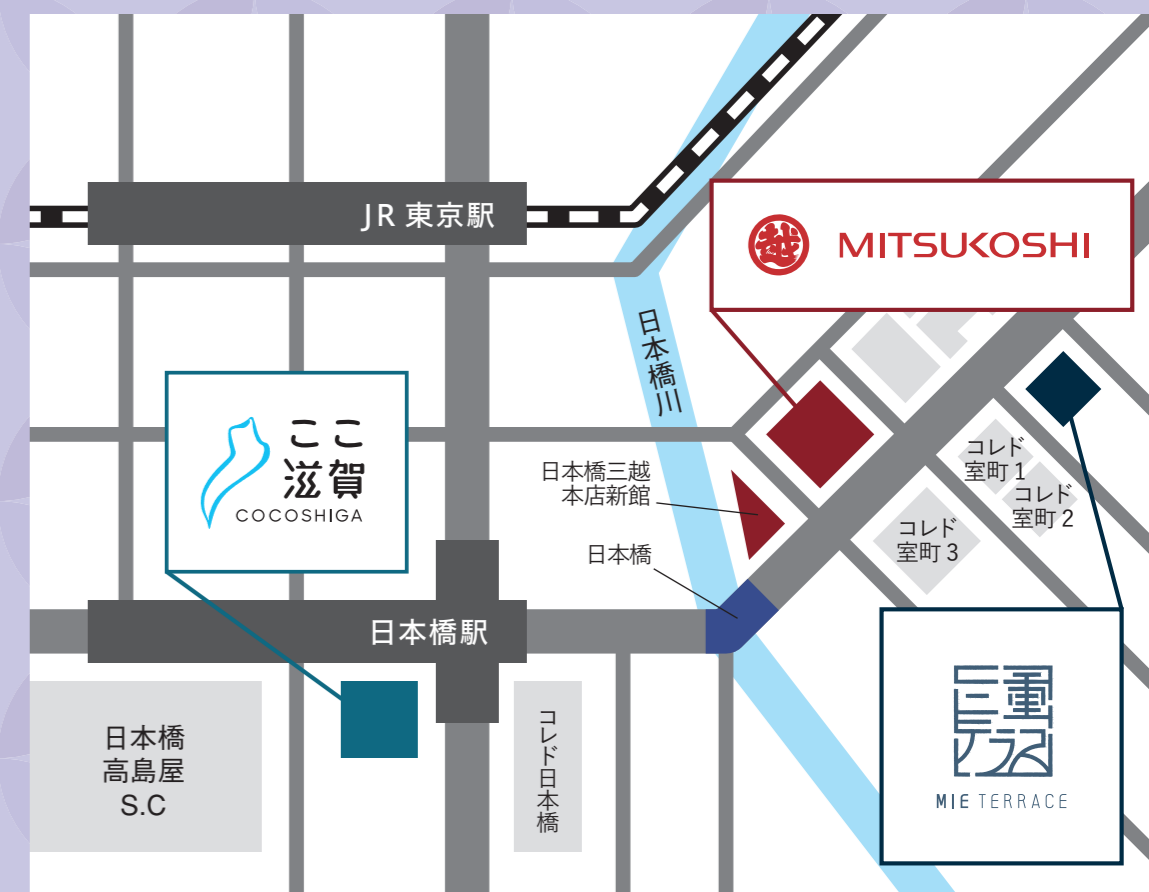 JR 東京駅
越 MITSUKOSHI
日本橋川
ここ
滋賀
COCOSHIGA
日本橋三越
本店新館
日本橋
コレド
室町 1
コレド
室町 2
コレド
室町 3
日本橋駅
日本橋
高島屋
S.C
コレド日本橋
三重
テラス
MIE TERRACE